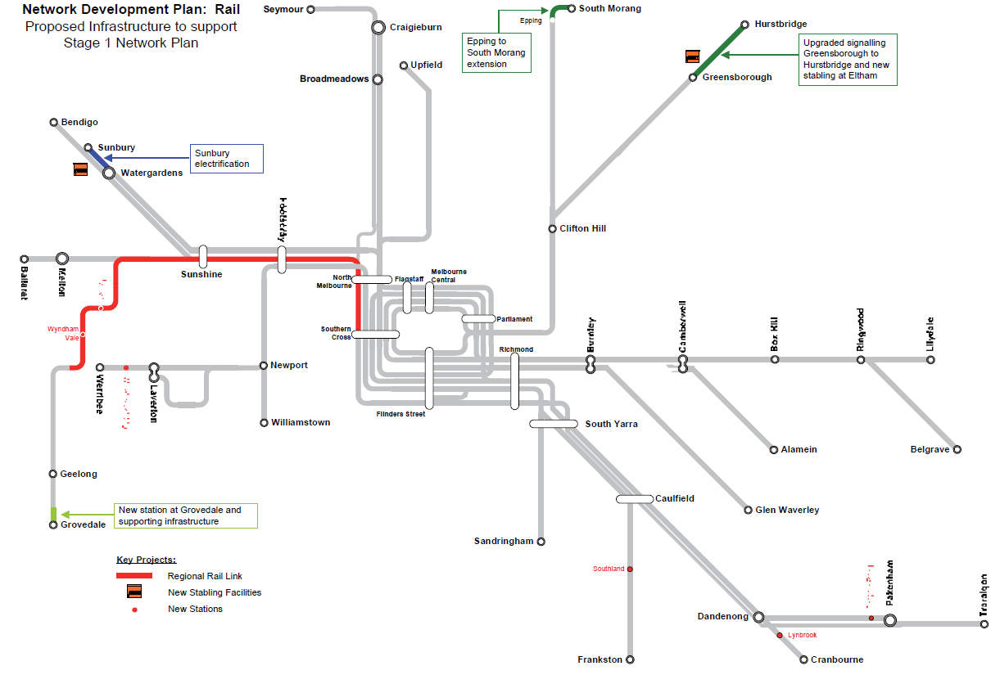 Network Development Plan: Rail
Proposed Infrastructure to support
Stage 1 Network Plan
Seymour
Craigieburn
Upfield
Broadmeadows
Epping
South Morang
Epping to
South Morang
extension
Hurstbridge
Upgraded signalling
Greensborough to
Hurstbridge and new
stabling at Eltham
Greensborough
Bendigo
Sunbury
Sunbury
electrification
Watergardens
Footscray
Clifton Hill
Sunshine
Ballarat
Melton
North
Melbourne
Flagstaff
Melbourne
Central
Parliament
Wyndham
Vale
Southern
Cross
Richmond
Burnley
Camberwell
Box Hill
Ringwood
Lilydale
Newport
Werribee
Laverton
Flinders Street
Williamstown
South Yarra
Alamein
Belgrave
Geelong
New station at Grovedale and
supporting infrastructure
Grovedale
Caulfield
Glen Waverley
Sandringham
Key Projects:
Regional Rail Link
New Stabling Facilities
New Stations
Southland
Pakenham
Traralgon
Dandenong
Lynbrook
Frankston
Cranbourne